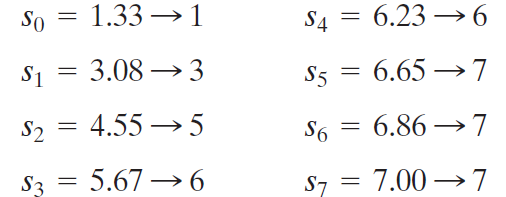 s₀ = 1.33 → 1
s₁ = 3.08 → 3
s₂ = 4.55 → 5
s₃ = 5.67 → 6
s₄ = 6.23 → 6
s₅ = 6.65 → 7
s₆ = 6.86 → 7
s₇ = 7.00 → 7